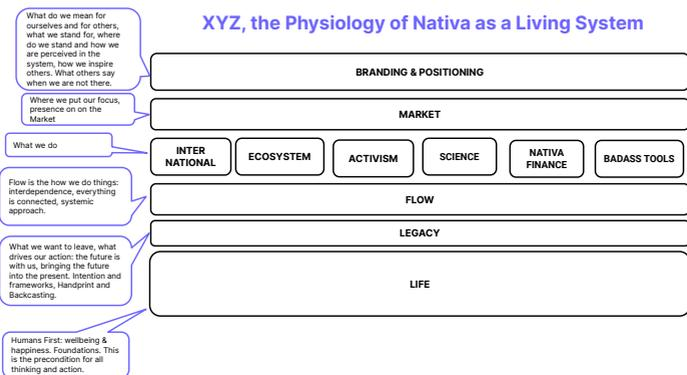 XYZ, the Physiology of Nativa as a Living System
What do we mean for
ourselves and for others,
what we stand for, where
do we stand and how we
are perceived in the
system, how we inspire
others. What others say
when we are not there.
BRANDING & POSITIONING
Where we put our focus,
presence on on the
Market
MARKET
What we do
INTER
NATIONAL
ECOSYSTEM
ACTIVISM
SCIENCE
NATIVA
FINANCE
BADASS TOOLS
Flow is the how we do things:
interdependence, everything
is connected, systemic
approach.
FLOW
What we want to leave, what
drives our action: the future is
with us, bringing the future
into the present. Intention and
frameworks, Handprint and
Backcasting.
LEGACY
LIFE
Humans First: wellbeing &
happiness. Foundations. This
is the precondition for all
thinking and action.